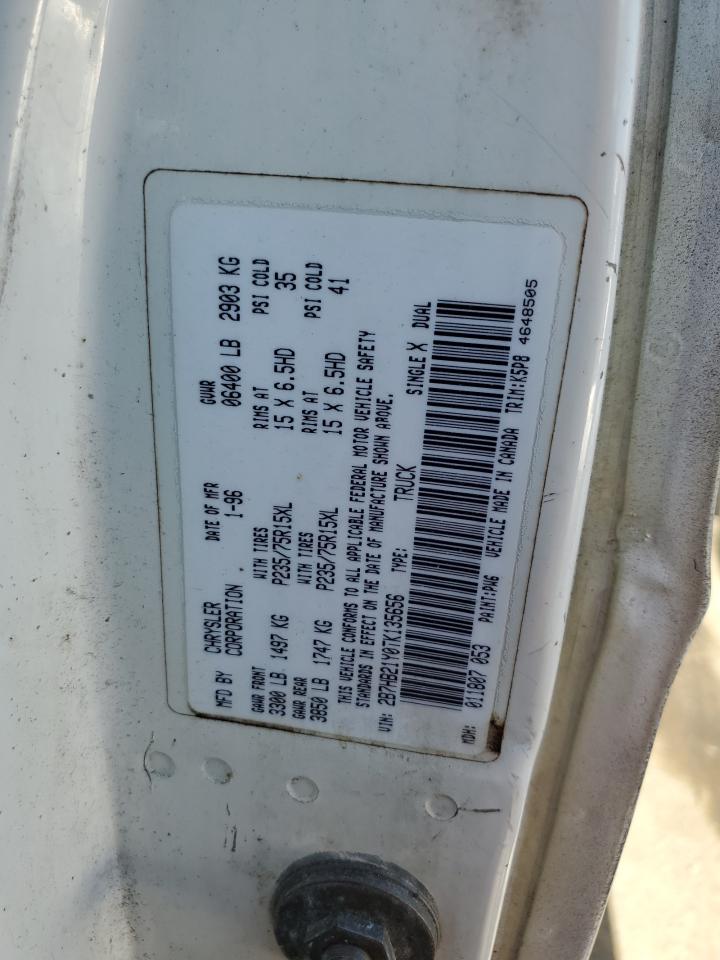 MFD BY CHRYSLER CORPORATION DATE OF MFR 1-96 GVWR 06400 LB 2903 KG
GAWR FRONT WITH TIRES RIMS AT PSI COLD
3300 LB 1497 KG P235/75R15XL 15 X 6.5HD 35
GAWR REAR WITH TIRES RIMS AT PSI COLD
3850 LB 1747 KG P235/75R15XL 15 X 6.5HD 41
THIS VEHICLE CONFORMS TO ALL APPLICABLE FEDERAL MOTOR VEHICLE SAFETY
STANDARDS IN EFFECT ON THE DATE OF MANUFACTURE SHOWN ABOVE.
VIN: 2B7HB21Y0TK135656 TYPE: TRUCK SINGLE X DUAL
MDH: 011807 053 PAINT:PW6 VEHICLE MADE IN CANADA TRIM:K5P8 4648505